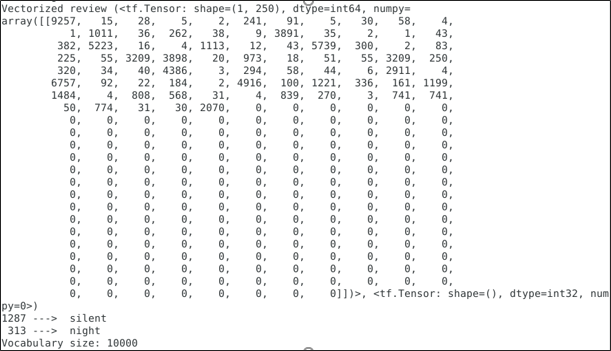 Vectorized review (<tf.Tensor: shape=(1, 250), dtype=int64, numpy=
array([[9257, 15, 28, 5, 2, 241, 91, 5, 30, 58, 4,
1, 1011, 36, 262, 38, 9, 3891, 35, 2, 1, 43,
382, 5223, 16, 4, 1113, 12, 43, 5739, 300, 2, 83,
225, 55, 3209, 3898, 20, 973, 18, 51, 55, 3209, 250,
320, 34, 40, 4386, 3, 294, 58, 44, 6, 2911, 4,
6757, 92, 22, 184, 2, 4916, 100, 1221, 336, 161, 1199,
1484, 4, 808, 568, 31, 4, 839, 270, 3, 741, 741,
50, 774, 31, 30, 2070, 0, 0, 0, 0, 0, 0,
0, 0, 0, 0, 0, 0, 0, 0, 0, 0, 0,
0, 0, 0, 0, 0, 0, 0, 0, 0, 0, 0,
0, 0, 0, 0, 0, 0, 0, 0, 0, 0, 0,
0, 0, 0, 0, 0, 0, 0, 0, 0, 0, 0,
0, 0, 0, 0, 0, 0, 0, 0, 0, 0, 0,
0, 0, 0, 0, 0, 0, 0, 0, 0, 0, 0,
0, 0, 0, 0, 0, 0, 0, 0, 0, 0, 0,
0, 0, 0, 0, 0, 0, 0, 0, 0, 0, 0,
0, 0, 0, 0, 0, 0, 0, 0, 0, 0, 0,
0, 0, 0, 0, 0, 0, 0, 0, 0, 0, 0,
0, 0, 0, 0, 0, 0, 0, 0, 0, 0, 0,
0, 0, 0, 0, 0, 0, 0, 0, 0, 0, 0,
0, 0, 0, 0, 0, 0, 0, 0, 0, 0, 0,
0, 0, 0, 0, 0, 0, 0, 0, 0, 0, 0,
0, 0, 0, 0, 0, 0, 0, 0]])>, <tf.Tensor: shape=(), dtype=int32, num
py=0>)
1287 ---> silent
313 ---> night
Vocabulary size: 10000